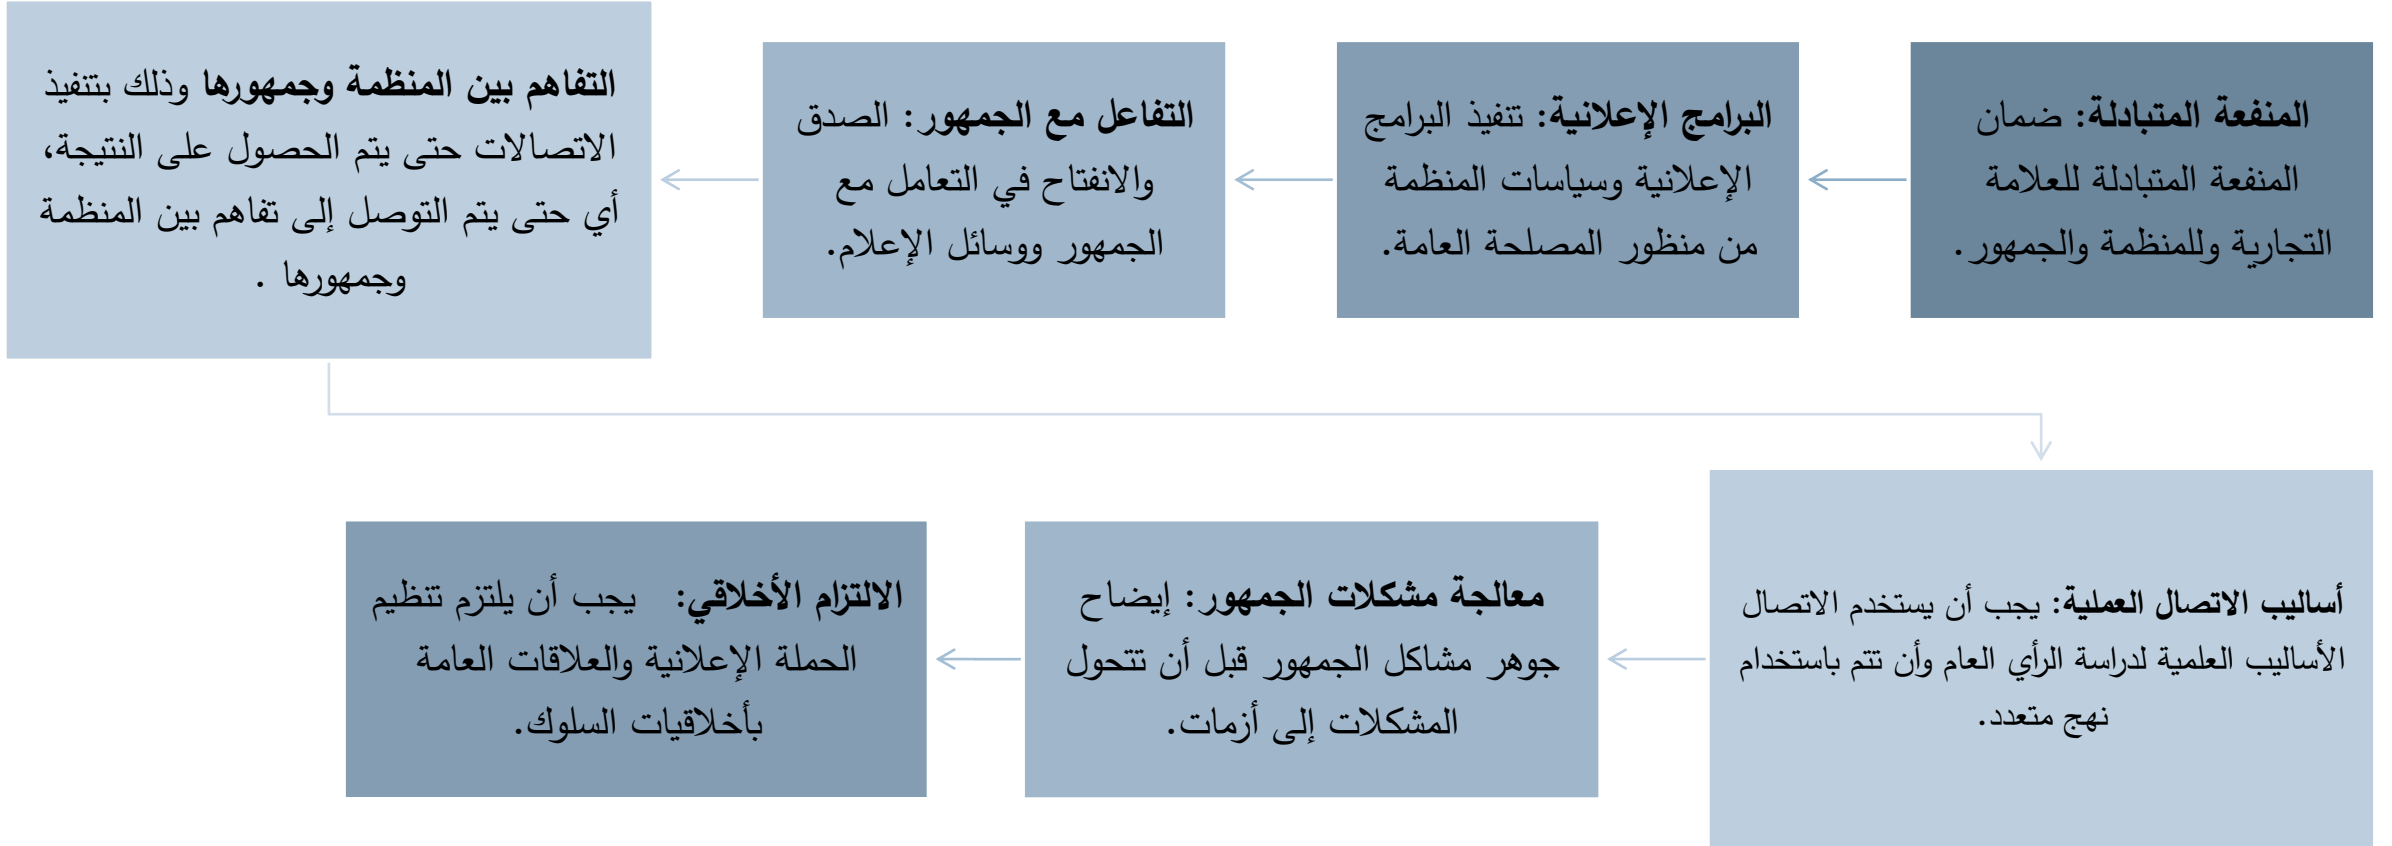 المنفعة المتبادلة: ضمان
المنفعة المتبادلة للعلامة
التجارية وللمنظمة والجمهور.
البرامج الإعلانية: تنفيذ البرامج
الإعلانية وسياسات المنظمة
من منظور المصلحة العامة.
التفاعل مع الجمهور: الصدق
والانفتاح في التعامل مع
الجمهور ووسائل الإعلام.
التفاهم بين المنظمة وجمهورها وذلك بتنفيذ
الاتصالات حتى يتم الحصول على النتيجة،
أي حتى يتم التوصل إلى تفاهم بين المنظمة
وجمهورها .
أساليب الاتصال العملية: يجب أن يستخدم الاتصال
الأساليب العلمية لدراسة الرأي العام وأن تتم باستخدام
نهج متعدد.
معالجة مشكلات الجمهور: إيضاح
جوهر مشاكل الجمهور قبل أن تتحول
المشكلات إلى أزمات.
الالتزام الأخلاقي: يجب أن يلتزم تنظيم
الحملة الإعلانية والعلاقات العامة
بأخلاقيات السلوك.